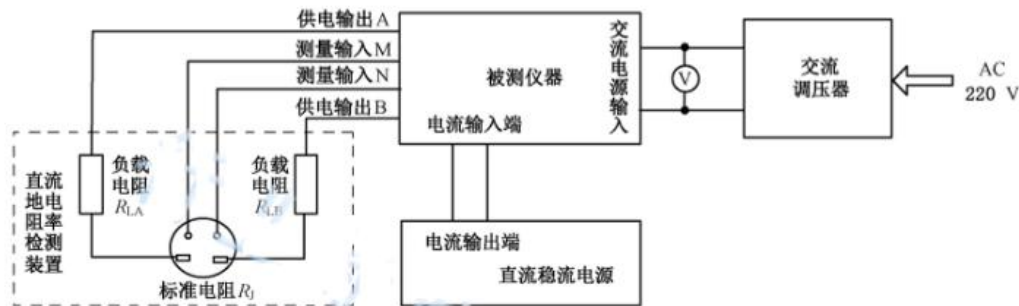 供电输出A
测量输入M
测量输入N
供电输出B
被测仪器
交流电源输入
电流输入端
V
交流
调压器
AC
220 V
直流
地电
阻率
检测
装置
负载
电阻
R_LA
负载
电阻
R_LB
标准电阻R_J
电流输出端
直流稳流电源